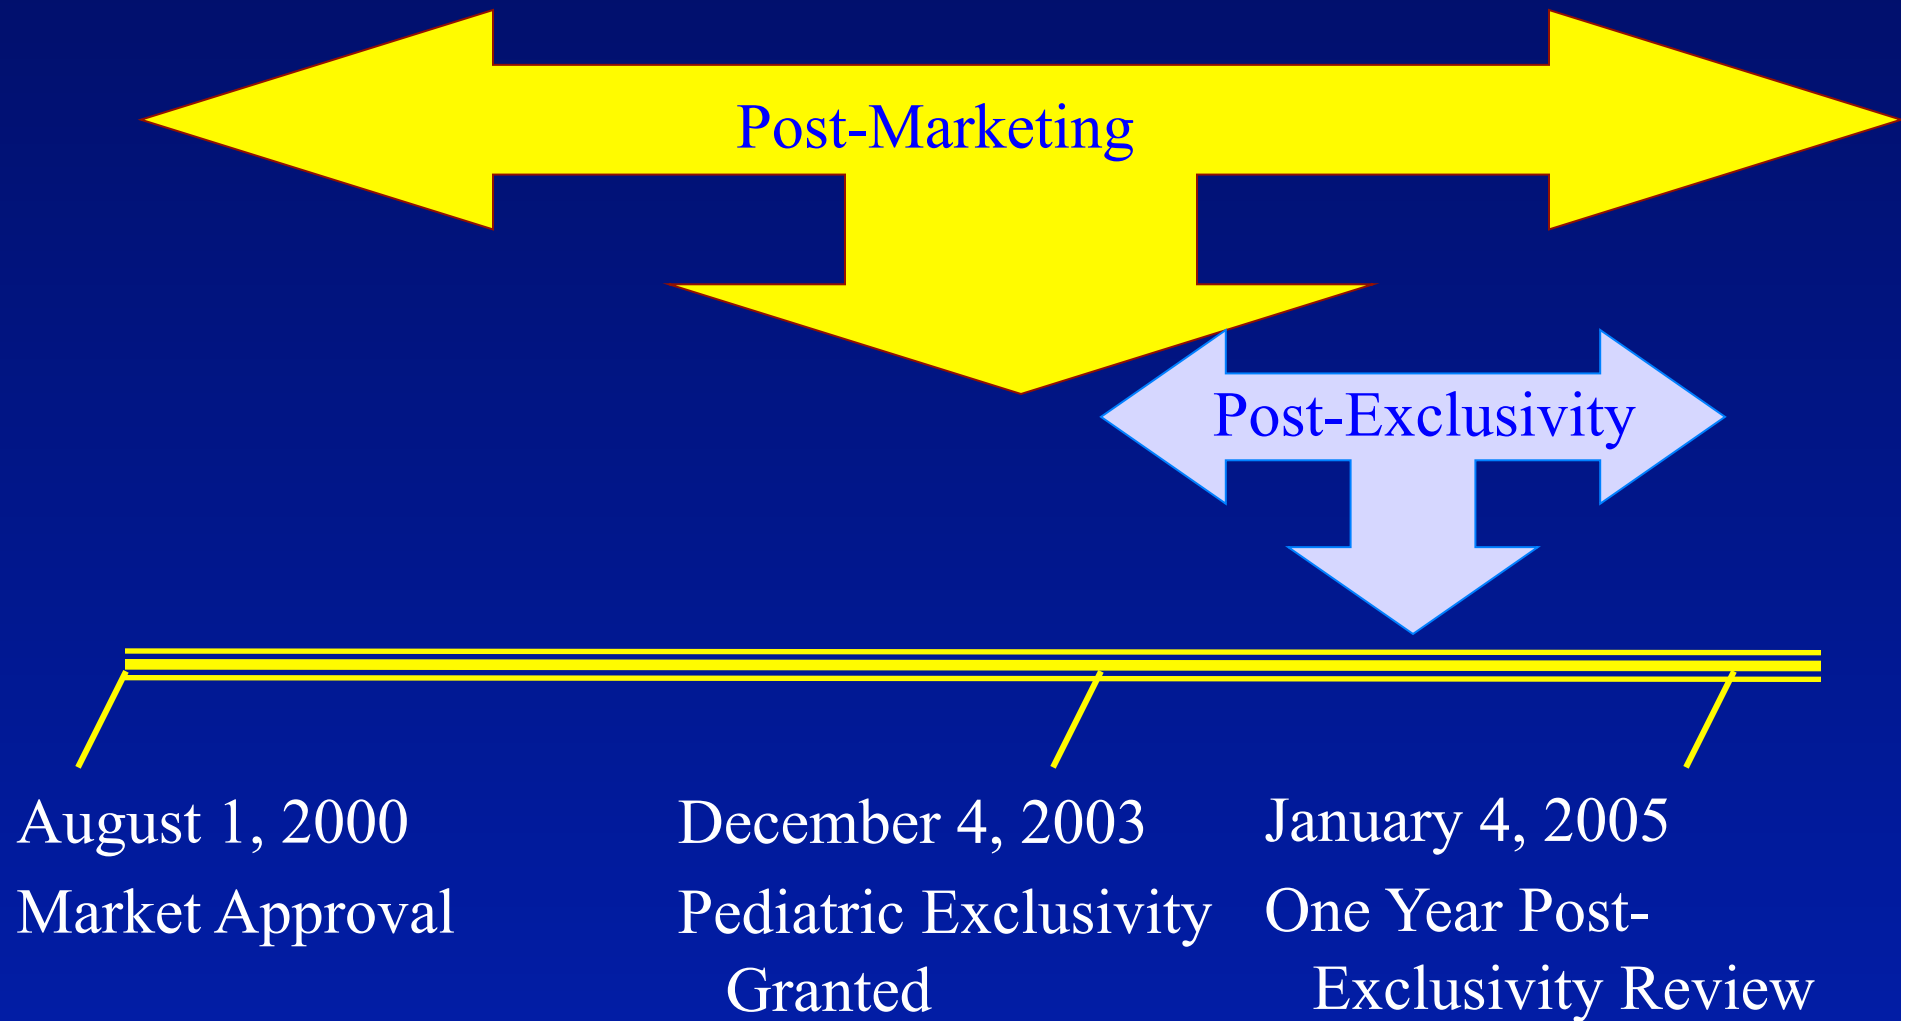 Post-Marketing
Post-Exclusivity
August 1, 2000
Market Approval
December 4, 2003
Pediatric Exclusivity
Granted
January 4, 2005
One Year Post-
Exclusivity Review